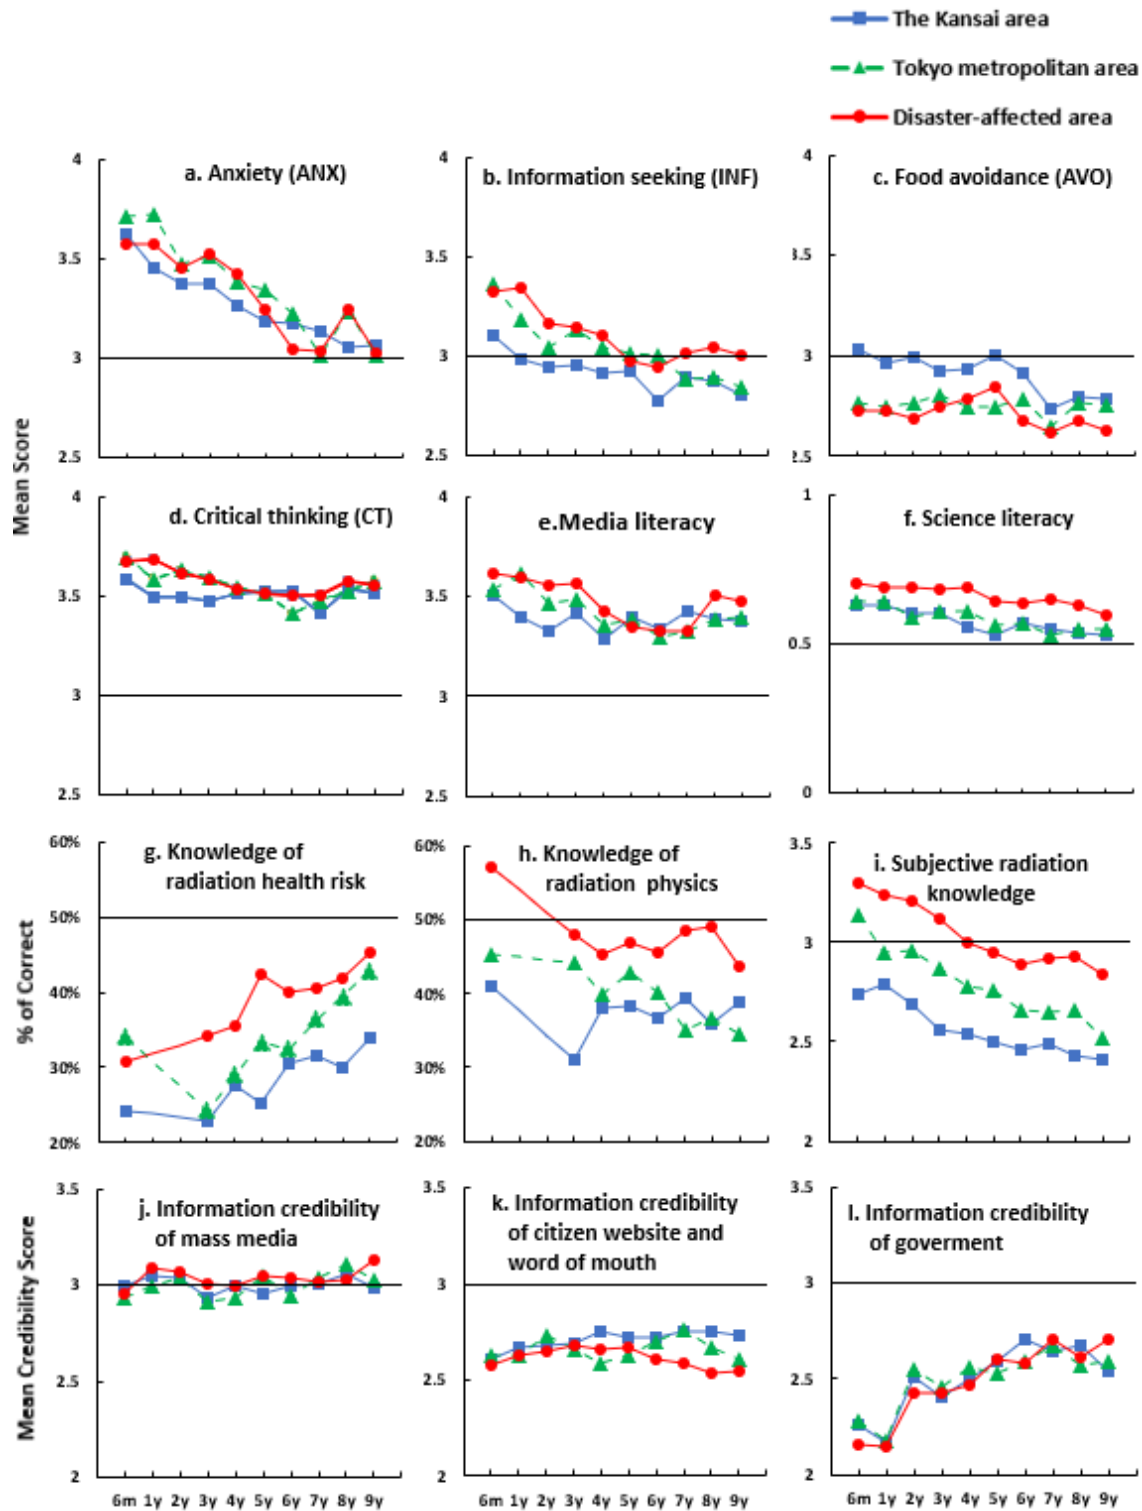 The Kansai area
Tokyo metropolitan area
Disaster-affected area
Mean Score
a. Anxiety (ANX)
4
3.5
3
2.5
b. Information seeking (INF)
4
3.5
3
2.5
c. Food avoidance (AVO)
4
3.5
3
2.5
d. Critical thinking (CT)
4
3.5
3
2.5
e.Media literacy
4
3.5
3
2.5
f. Science literacy
1
0.5
0
% of Correct
g. Knowledge of
radiation health risk
60%
50%
40%
30%
20%
h. Knowledge of
radiation physics
60%
50%
40%
30%
20%
i. Subjective radiation
knowledge
3.5
3
2.5
2
Mean Credibility Score
j. Information credibility
of mass media
3.5
3
2.5
2
6m 1y 2y 3y 4y 5y 6y 7y 8y 9y
k. Information credibility
of citizen website and
word of mouth
3.5
3
2.5
2
6m 1y 2y 3y 4y 5y 6y 7y 8y 9y
l. Information credibility
of goverment
3.5
3
2.5
2
6m 1y 2y 3y 4y 5y 6y 7y 8y 9y